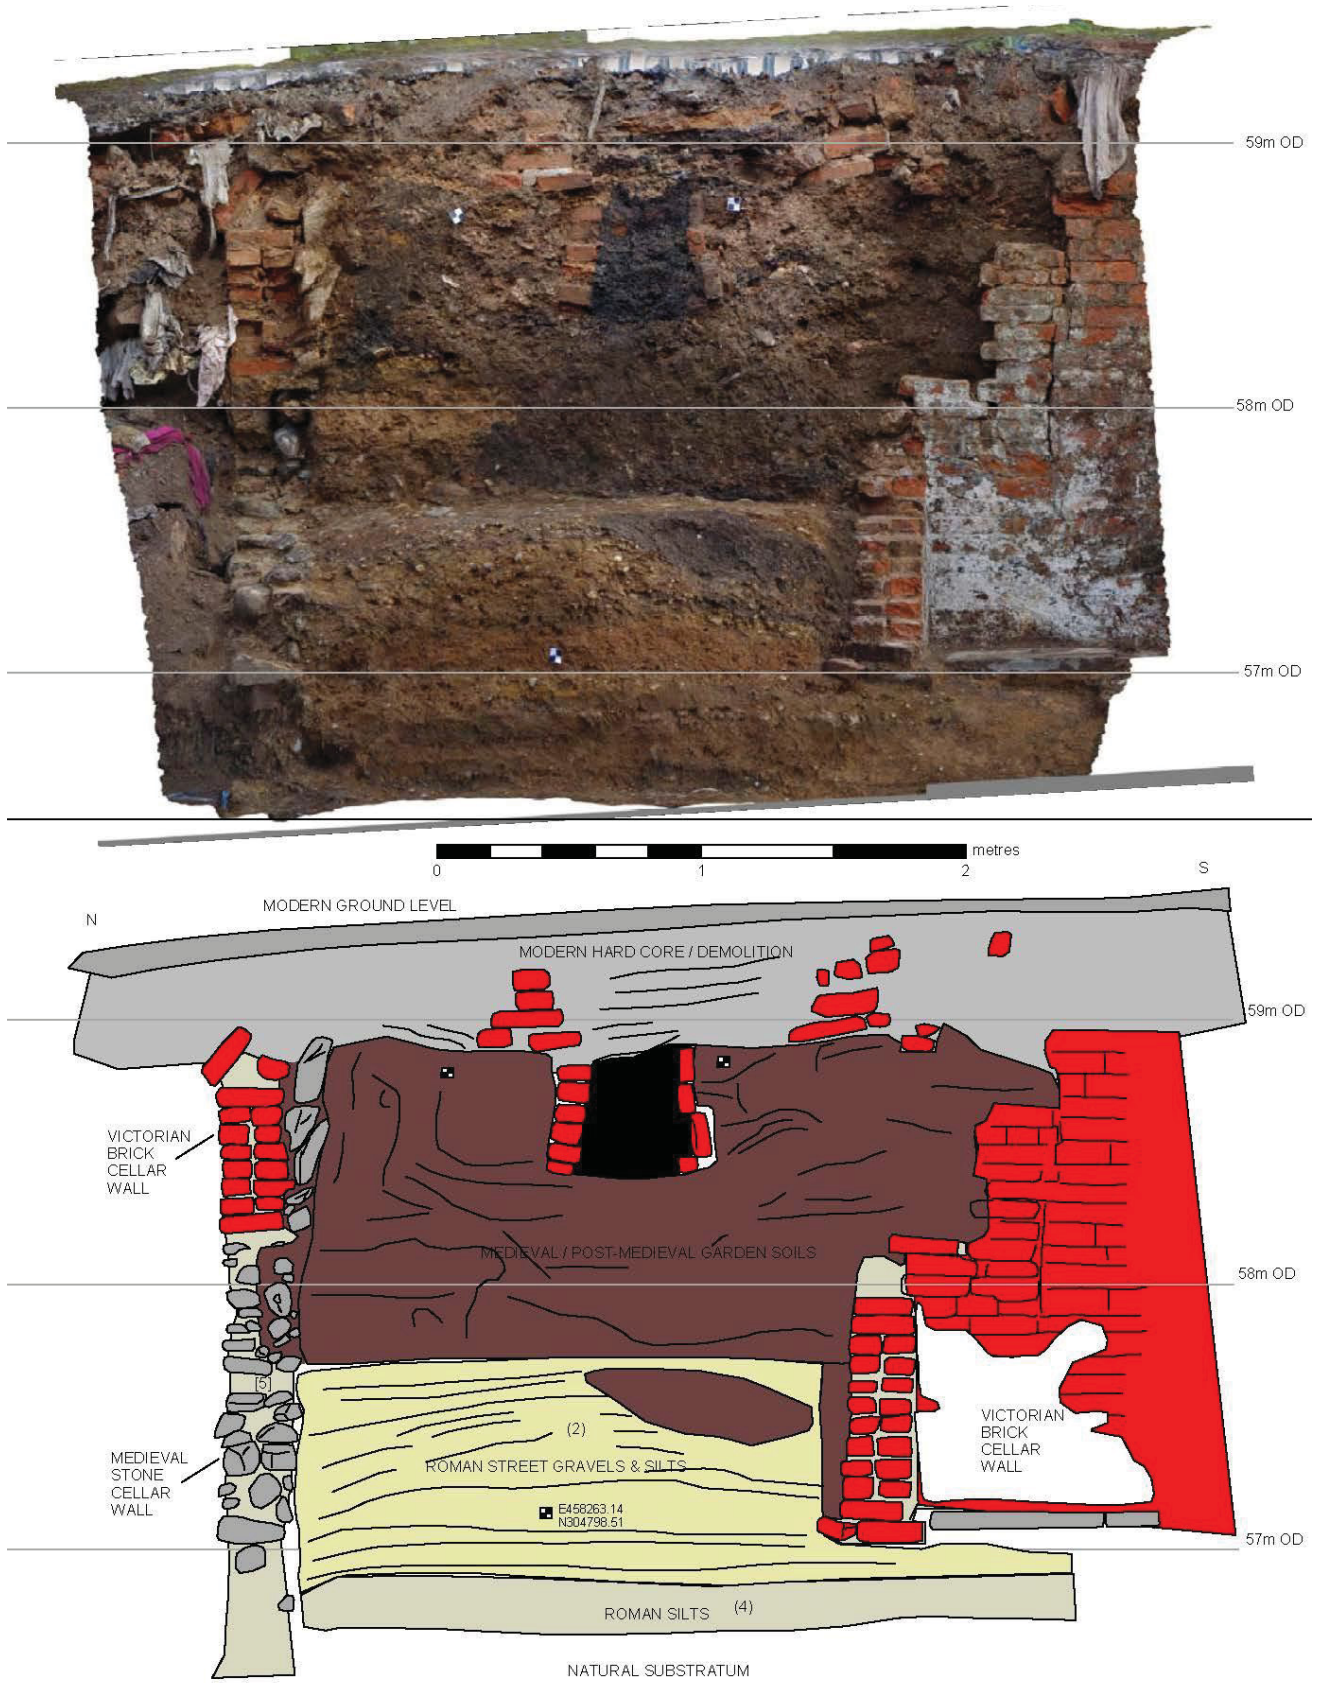 59m OD
58m OD
57m OD
metres
0 1 2
N
S
MODERN GROUND LEVEL
MODERN HARD CORE / DEMOLITION
59m OD
VICTORIAN
BRICK
CELLAR
WALL
MEDIEVAL / POST-MEDIEVAL GARDEN SOILS
58m OD
[5]
(2)
MEDIEVAL
STONE
CELLAR
WALL
ROMAN STREET GRAVELS & SILTS
VICTORIAN
BRICK
CELLAR
WALL
E458263.14
N304798.51
57m OD
ROMAN SILTS (4)
NATURAL SUBSTRATUM